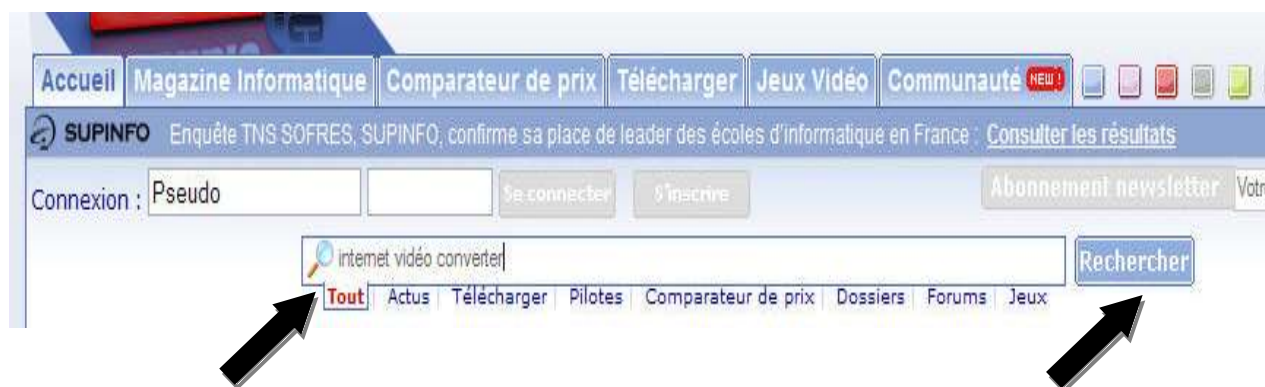 Accueil Magazine Informatique Comparateur de prix Télécharger Jeux Vidéo Communauté NEW !
SUPINFO Enquête TNS SOFRES, SUPINFO, confirme sa place de leader des écoles d'informatique en France : Consulter les résultats
Connexion : Pseudo Se connecter S'inscrire Abonnement newsletter Votr
internet vidéo converter Rechercher
Tout Actus Télécharger Pilotes Comparateur de prix Dossiers Forums Jeux